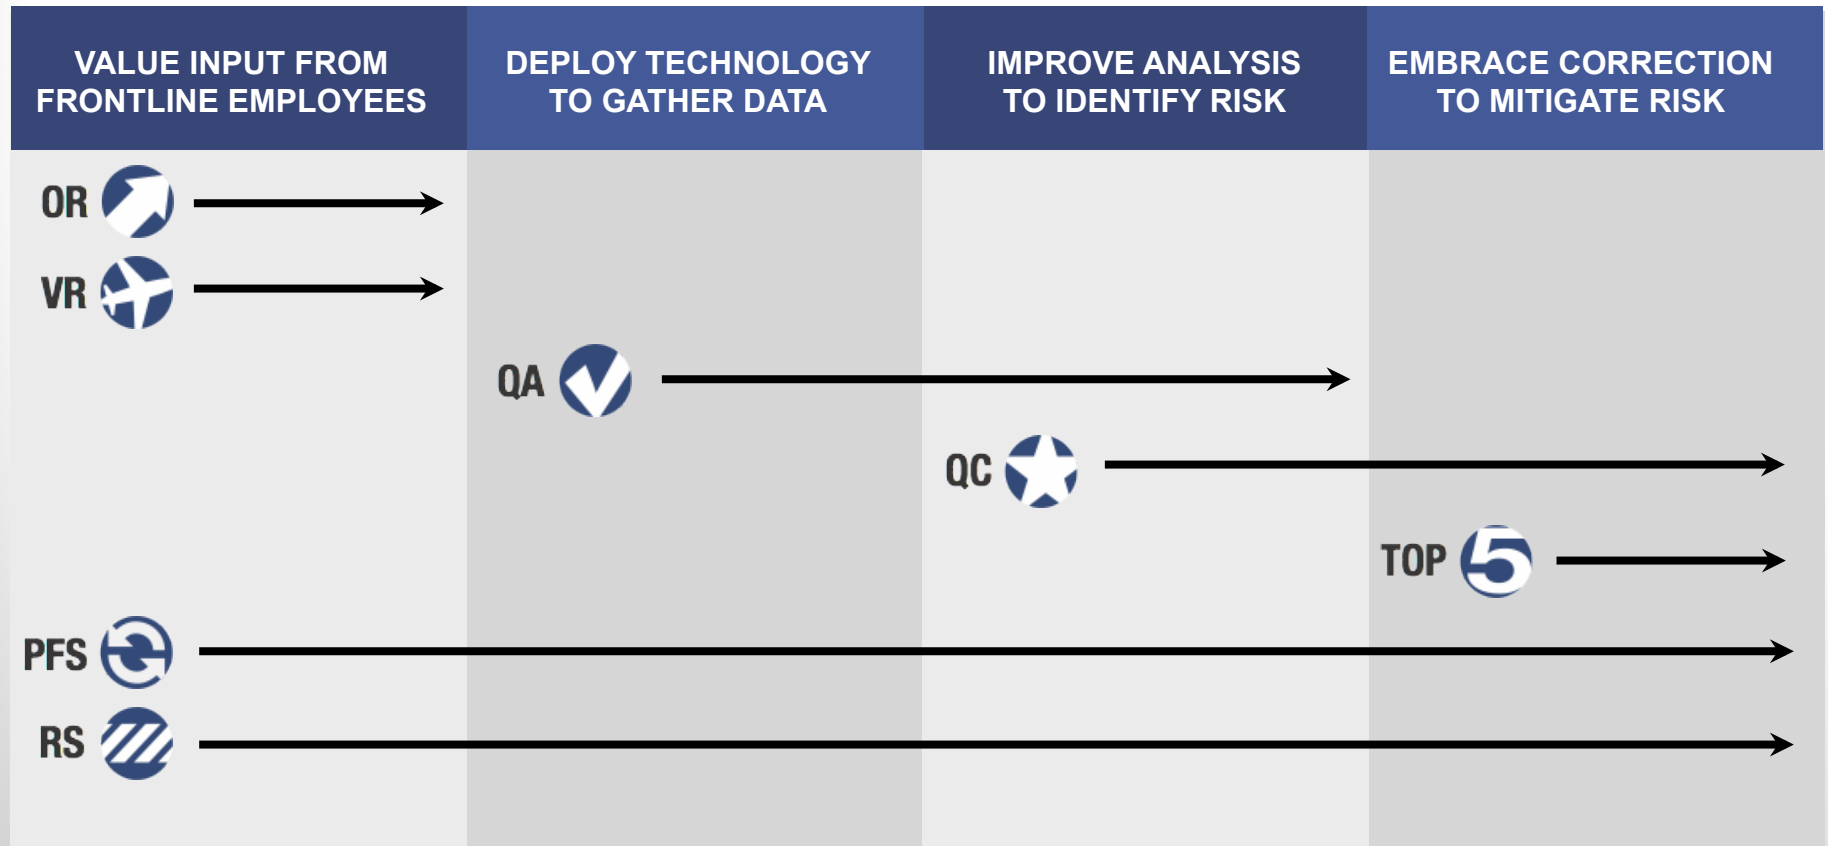 VALUE INPUT FROM
FRONTLINE EMPLOYEES
DEPLOY TECHNOLOGY
TO GATHER DATA
IMPROVE ANALYSIS
TO IDENTIFY RISK
EMBRACE CORRECTION
TO MITIGATE RISK
OR
VR
QA
QC
TOP 5
PFS
RS